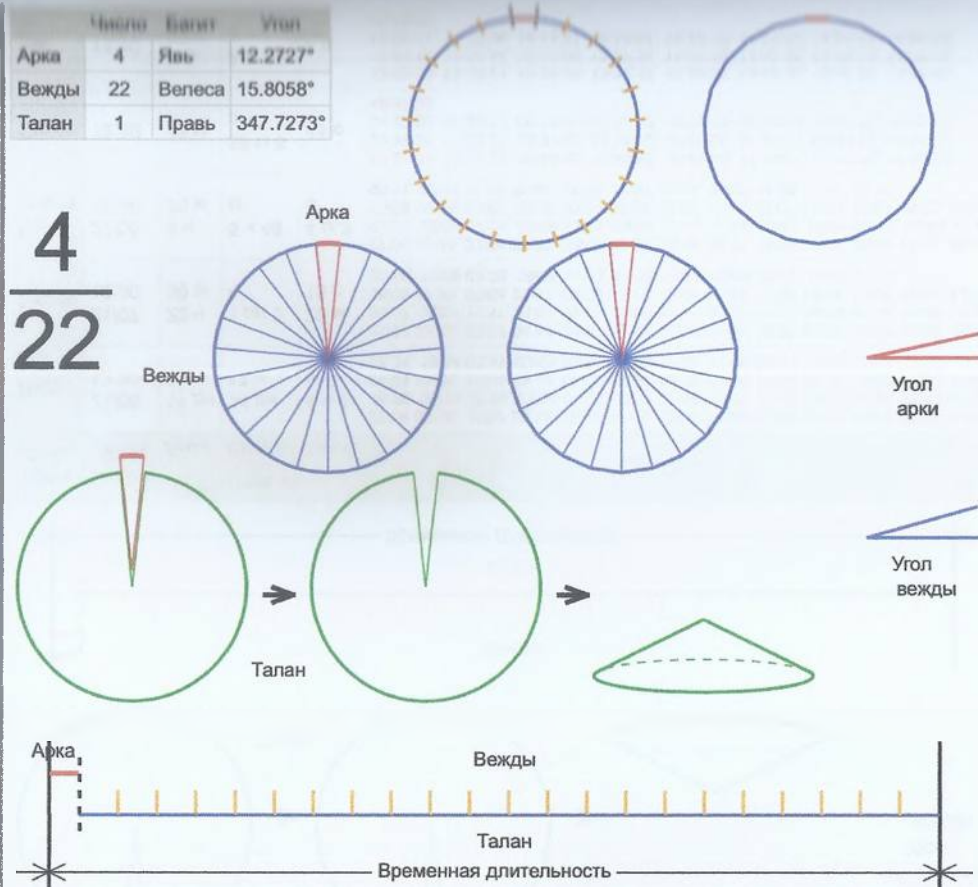 Число Багит Угол
Арка 4 Явь 12.2727°
Вежды 22 Велеса 15.8058°
Талан 1 Правь 347.7273°
4
22
Арка
Вежды
Угол
арки
Угол
вежды
Талан
Арка
Вежды
Талан
Временная длительность